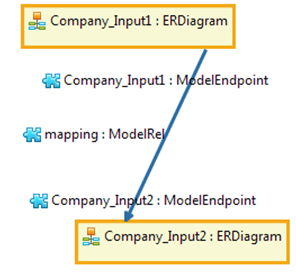 Company_Input1 : ERDiagram
Company_Input1 : ModelEndpoint
mapping : ModelRel
Company_Input2 : ModelEndpoint
Company_Input2 : ERDiagram